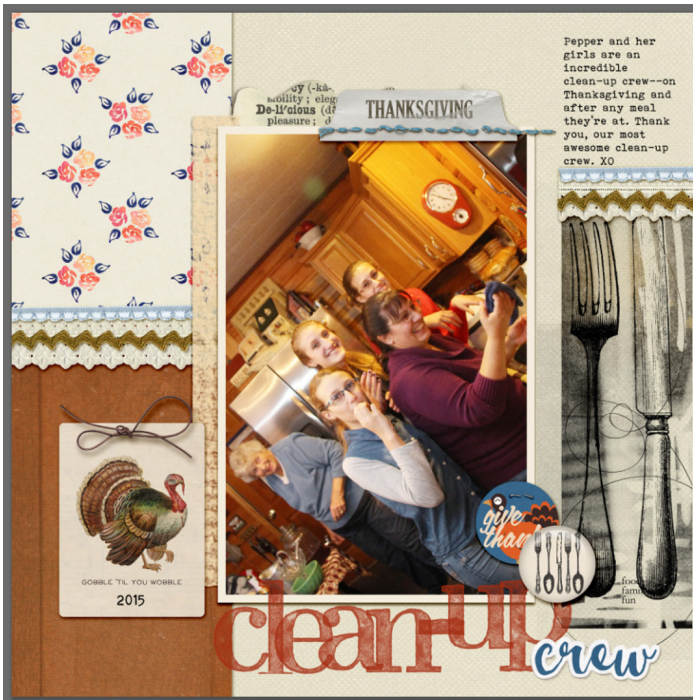 Pepper and her
girls are an
incredible
clean-up crew--on
Thanksgiving and
after any meal
they're at. Thank
you, our most
awesome clean-up
crew. XO
THANKSGIVING
De-li'cious
pleasure;
give
GOBBLE 'TIL YOU WOBBLE
2015
fun
clean-up
crew